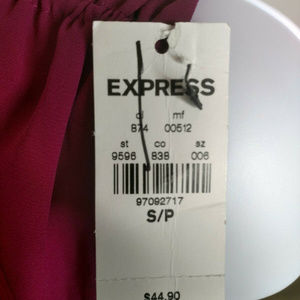 EXPRESS
cl mf
874 00512
st co sz
9596 838 006
97092717
S/P
$44.90